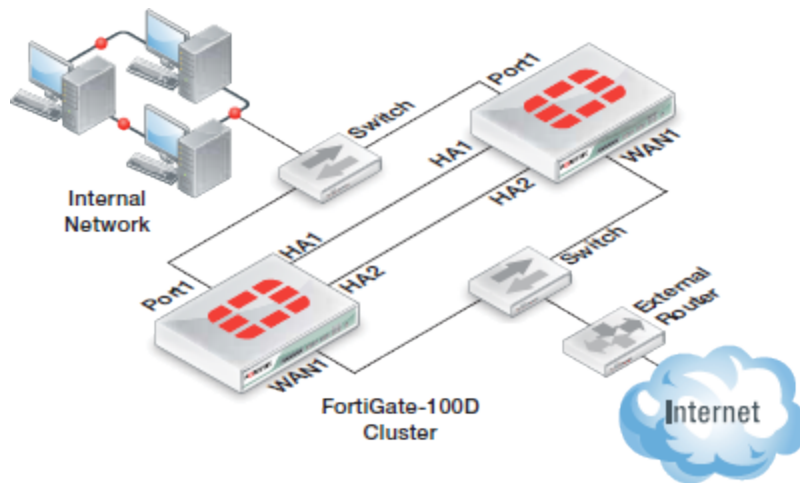 Port1
Switch
HA1
WAN1
HA2
Internal
Network
HA1
Switch
HA2
Port1
External
Router
WAN1
FortiGate-100D
Cluster
Internet